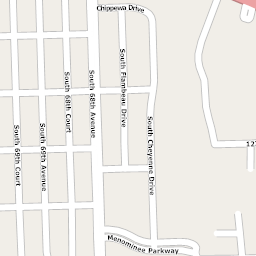 Chippewa Drive
South Flambeau Drive
South 68th Court
South 68th Avenue
South Cheyenne Drive
South 69th Court
South 69th Avenue
12
Menominee Parkway